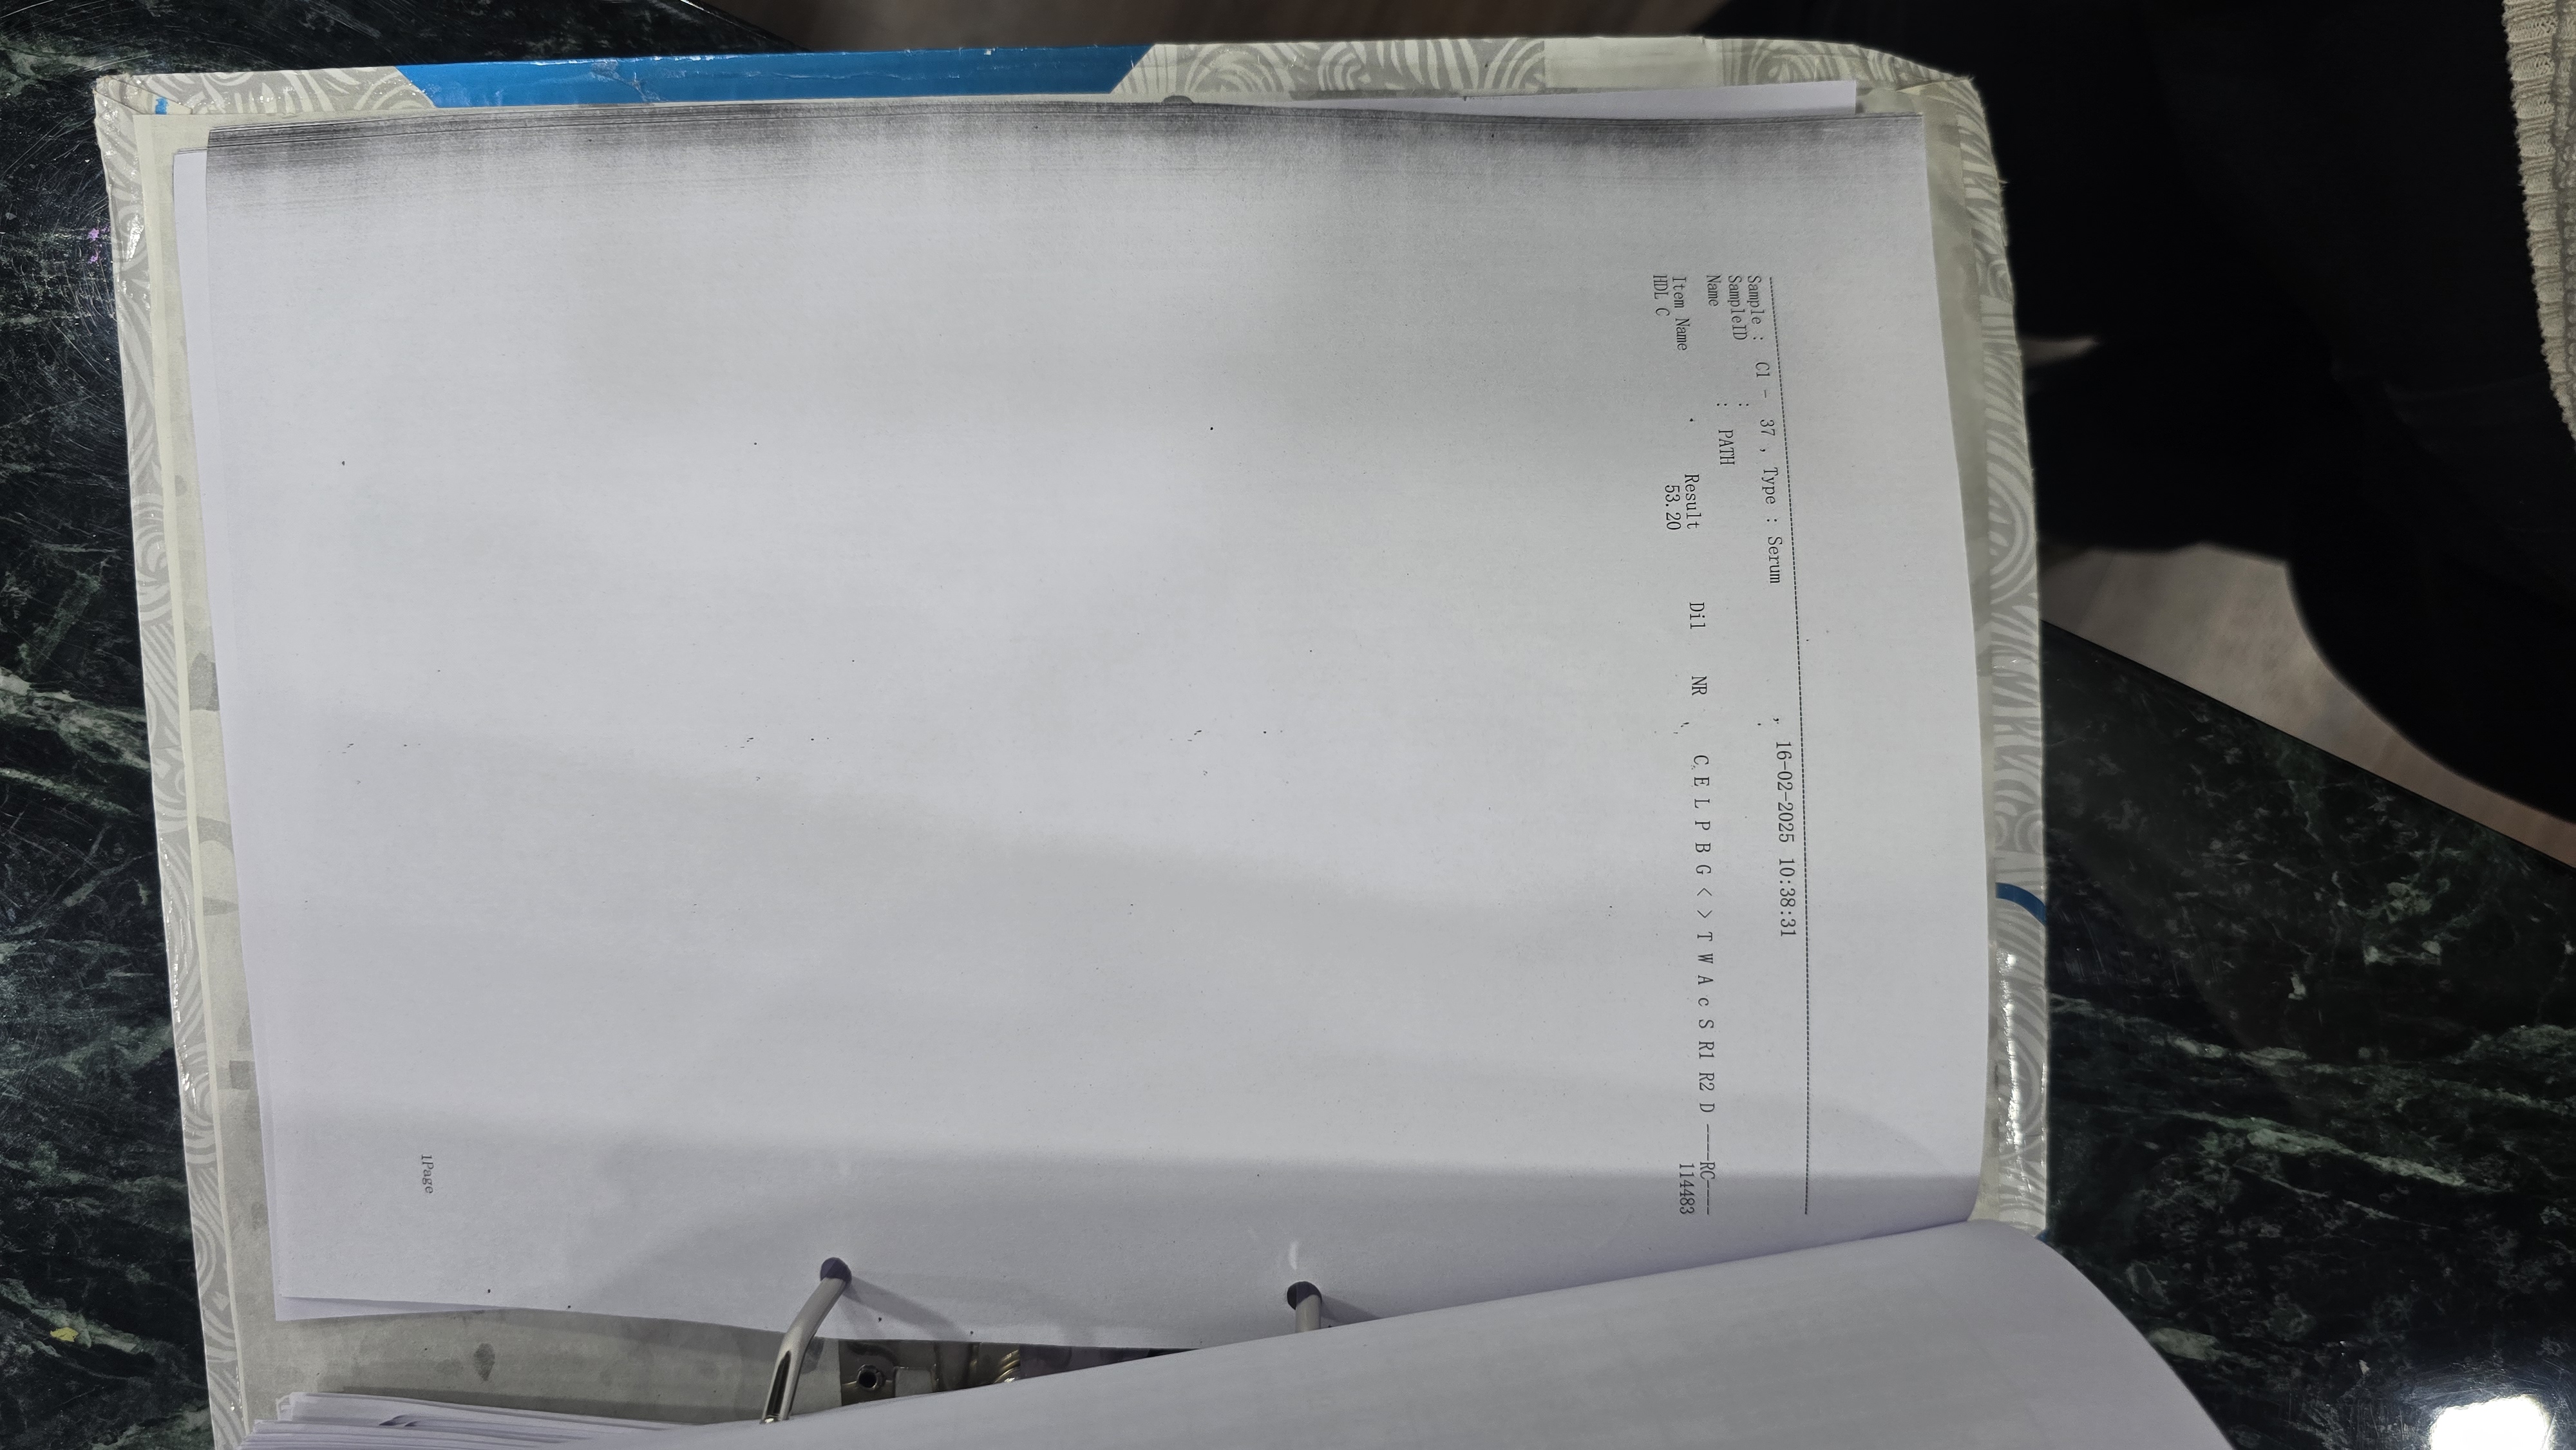 16-02-2025 10:38:31
Sample : C1 - 37 , Type : Serum
SampleID :
Name : PATH
Item Name Result Dil NR C E L P B G < > T W A c S R1 R2 D ----RC----
HDL C 53.20 114483
1Page